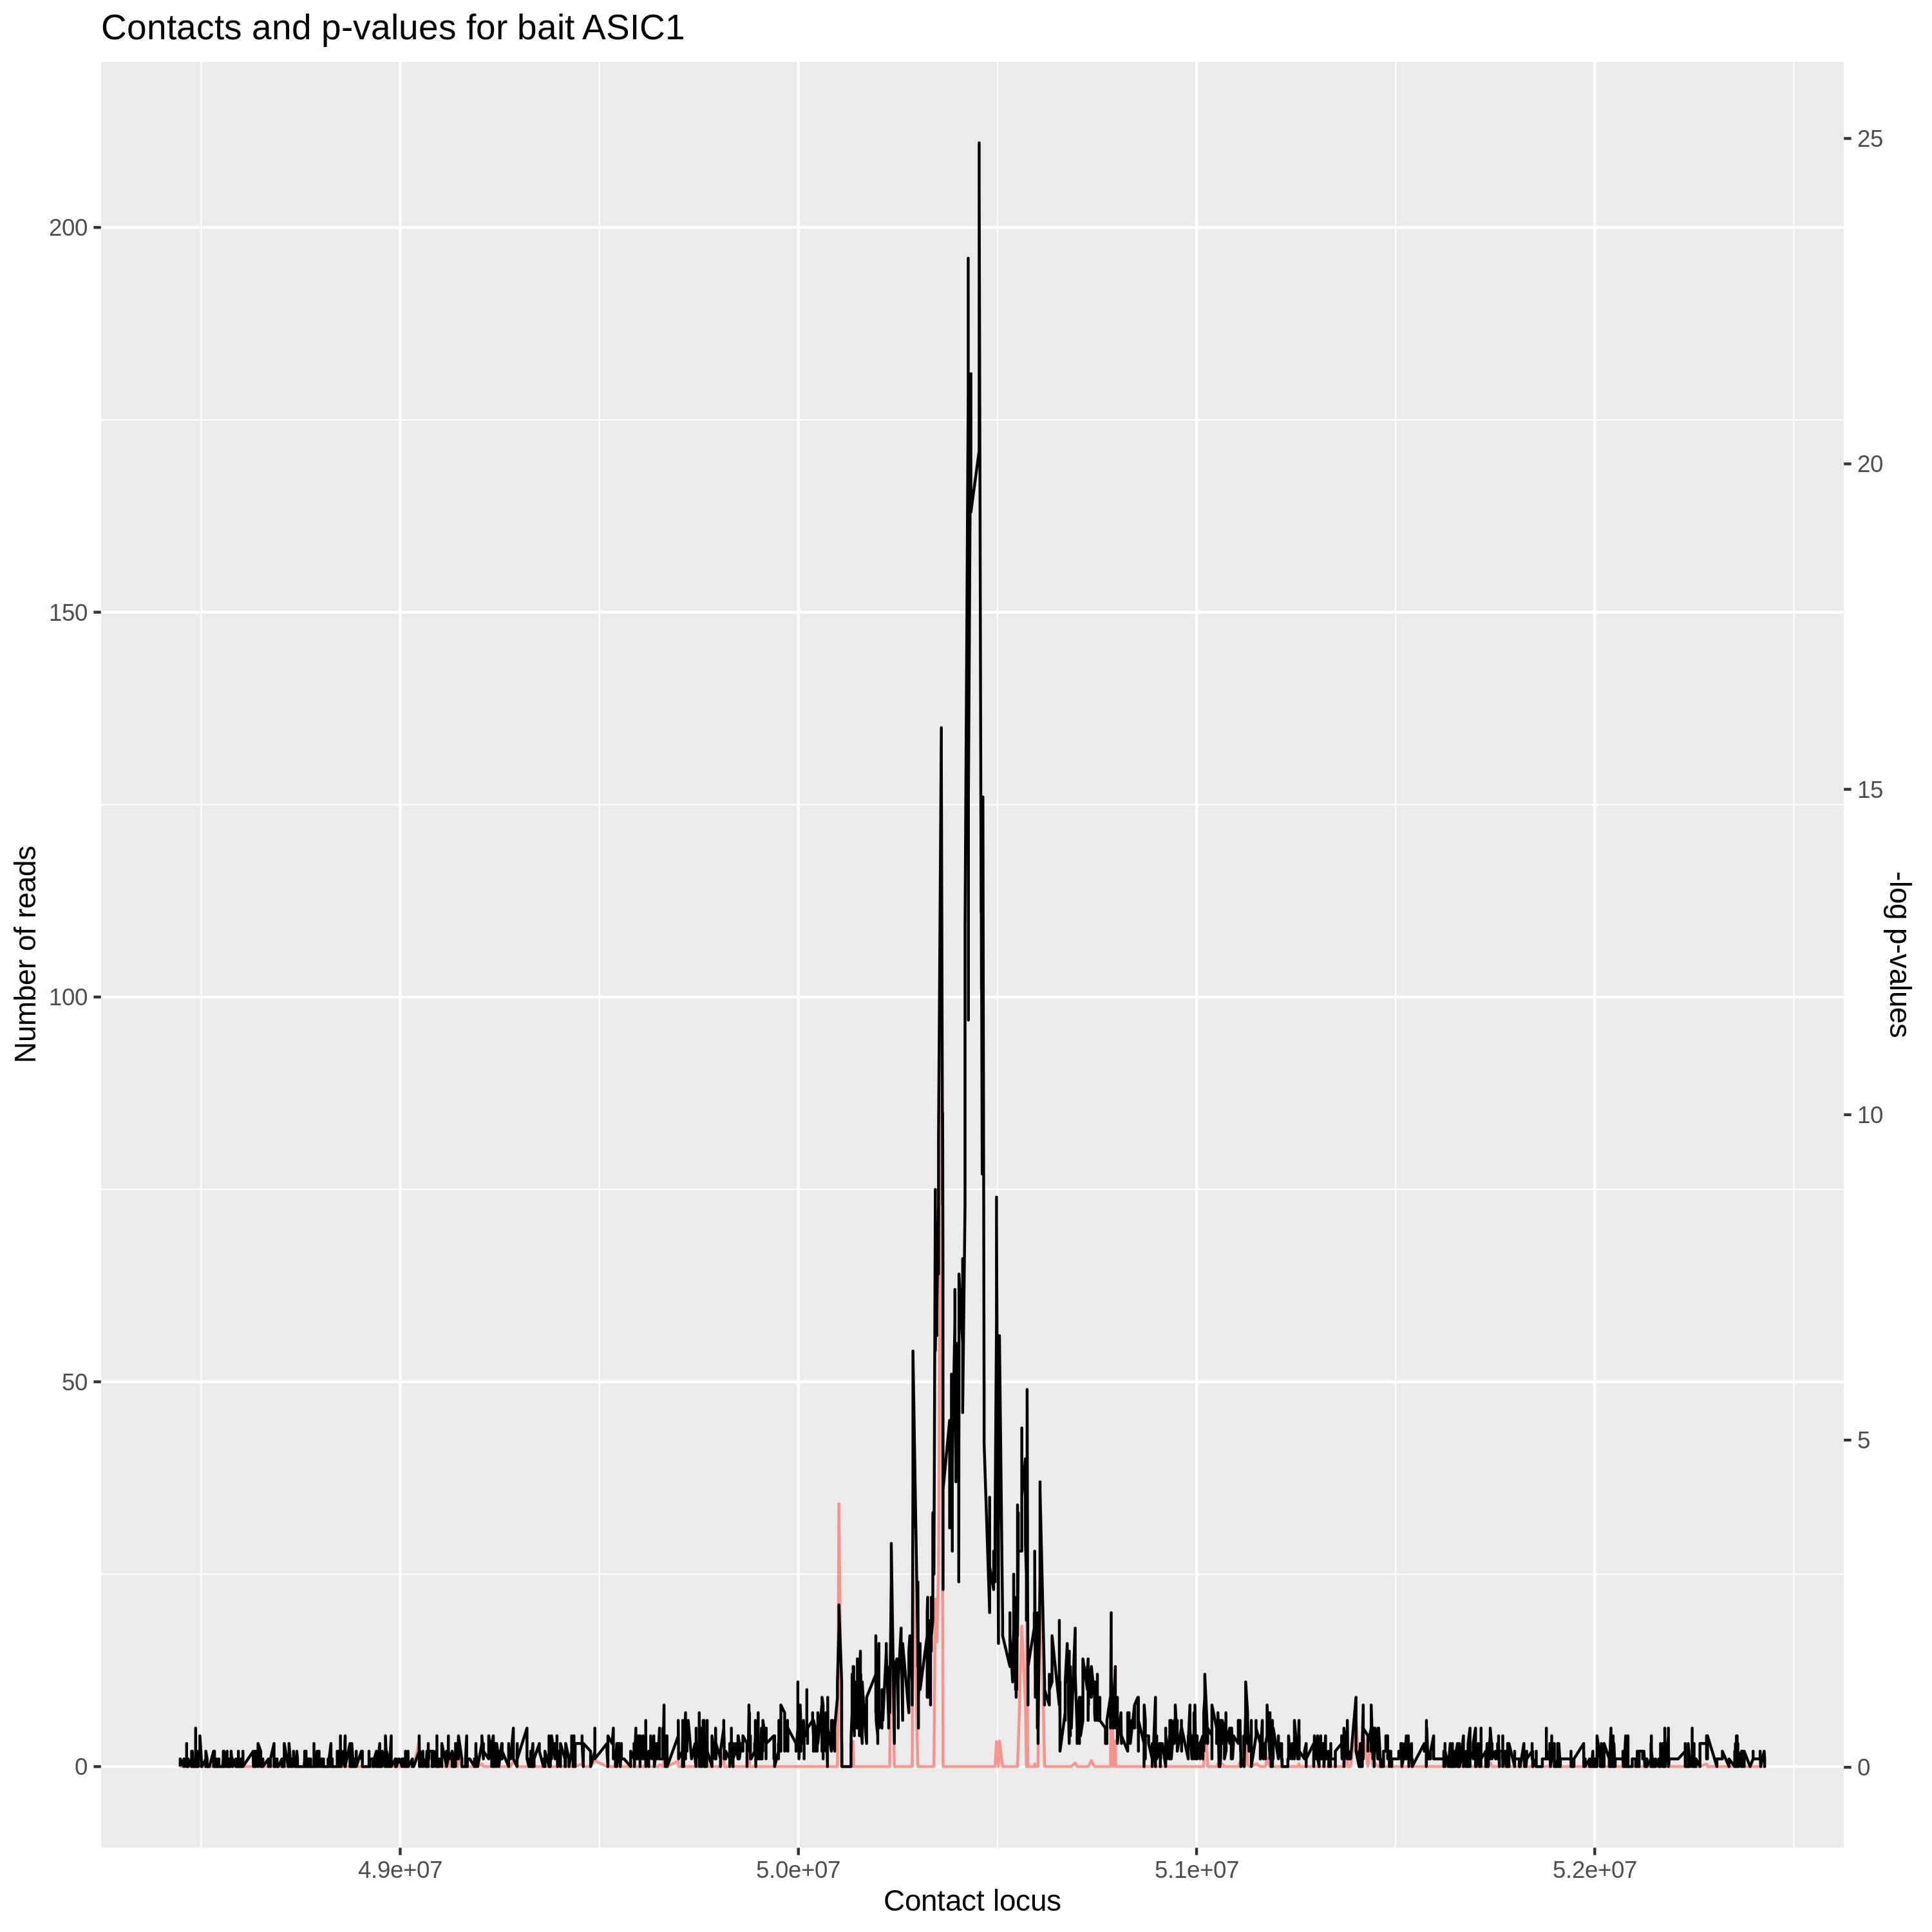 Contacts and p-values for bait ASIC1
Number of reads
200
150
100
50
0
25
20
15
10
5
0
-log p-values
4.9e+07 5.0e+07 5.1e+07 5.2e+07
Contact locus